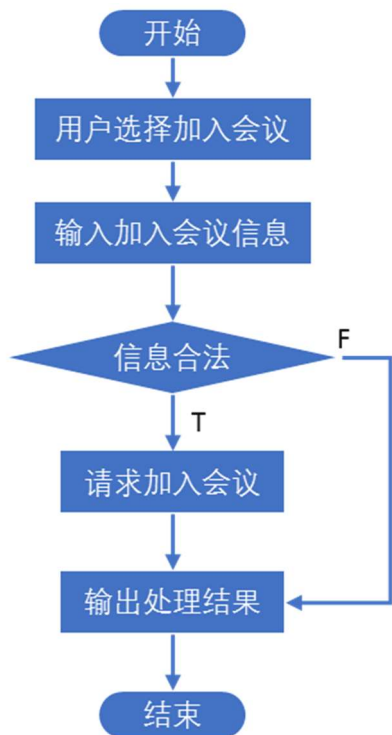 开始
用户选择加入会议
输入加入会议信息
信息合法
F
T
请求加入会议
输出处理结果
结束